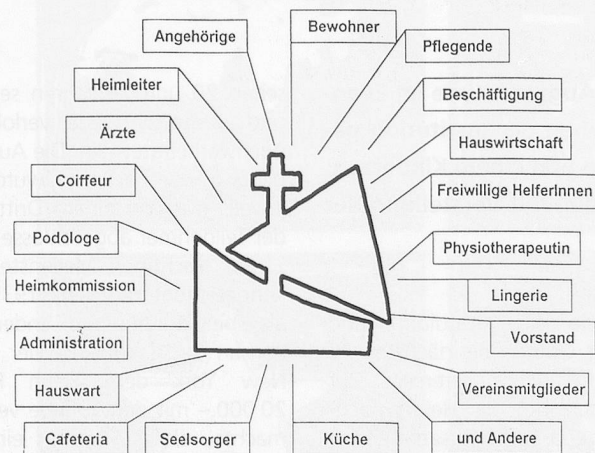 Bewohner
Angehörige
Pflegende
Heimleiter
Beschäftigung
Ärzte
Hauswirtschaft
Coiffeur
Freiwillige HelferInnen
Podologe
Physiotherapeutin
Heimkommission
Lingerie
Administration
Vorstand
Hauswart
Vereinsmitglieder
Cafeteria
Seelsorger
Küche
und Andere